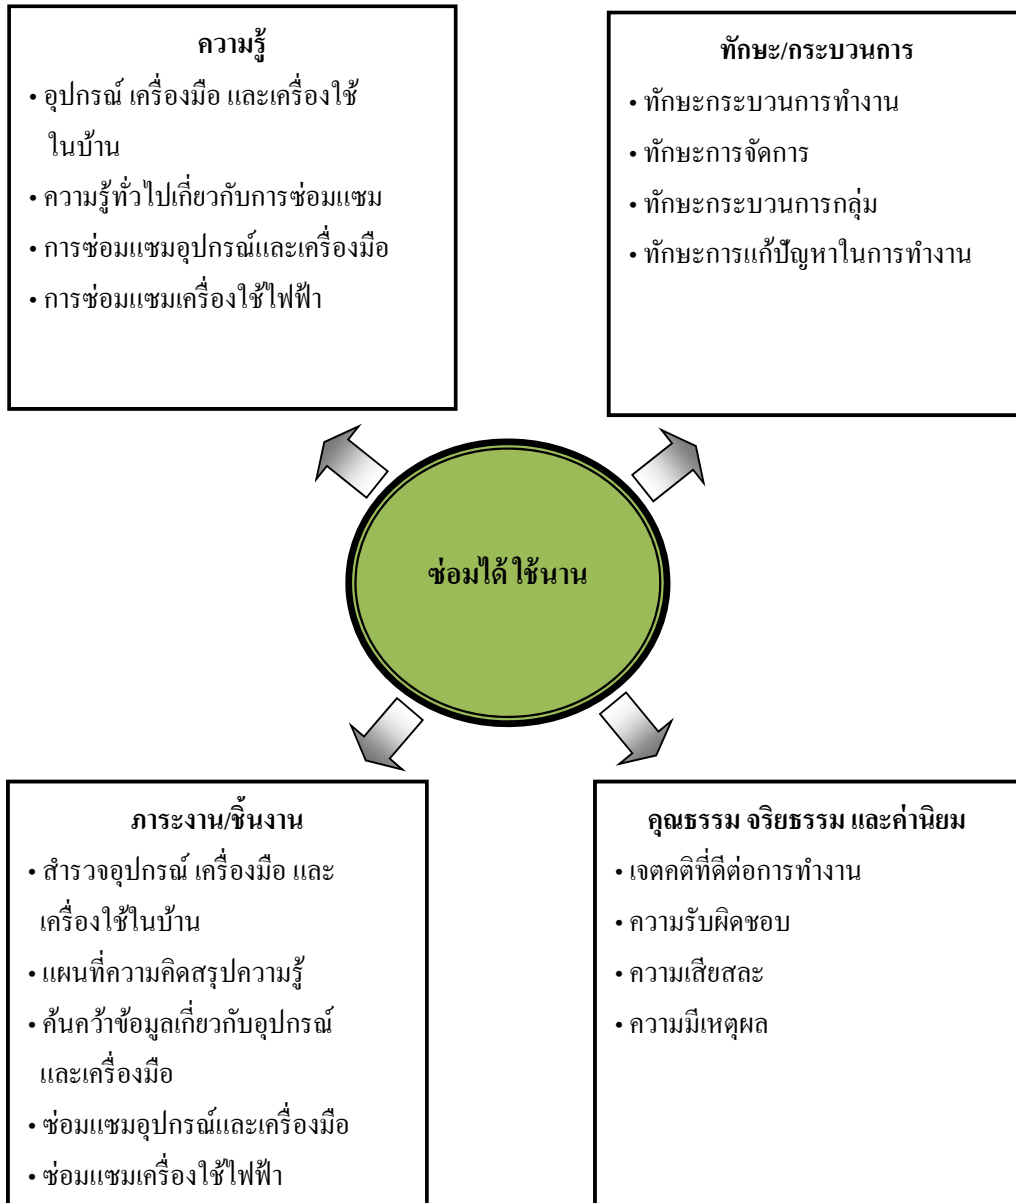 ความรู้
• อุปกรณ์ เครื่องมือ และเครื่องใช้
ในบ้าน
• ความรู้ทั่วไปเกี่ยวกับการซ่อมแซม
• การซ่อมแซมอุปกรณ์และเครื่องมือ
• การซ่อมแซมเครื่องใช้ไฟฟ้า
ทักษะ/กระบวนการ
• ทักษะกระบวนการทำงาน
• ทักษะการจัดการ
• ทักษะกระบวนการกลุ่ม
• ทักษะการแก้ปัญหาในการทำงาน
ซ่อมได้ ใช้นาน
ภาระงาน/ชิ้นงาน
• สำรวจอุปกรณ์ เครื่องมือ และ
เครื่องใช้ในบ้าน
• แผนที่ความคิดสรุปความรู้
• ค้นคว้าข้อมูลเกี่ยวกับอุปกรณ์
และเครื่องมือ
• ซ่อมแซมอุปกรณ์และเครื่องมือ
• ซ่อมแซมเครื่องใช้ไฟฟ้า
คุณธรรม จริยธรรม และค่านิยม
• เจตคติที่ดีต่อการทำงาน
• ความรับผิดชอบ
• ความเสียสละ
• ความมีเหตุผล